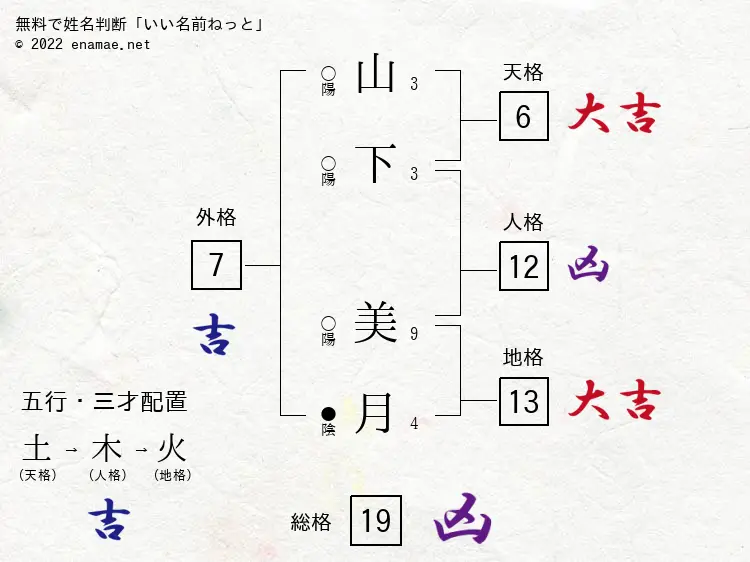 無料で姓名判断「いい名前ねっと」
© 2022 enamae.net
天格
6 大吉
○陽 山 3
○陽 下 3
人格
12 凶
外格
7
吉
○陽 美 9
● 陰 月 4
地格
13 大吉
五行・三才配置
土 → 木 → 火
(天格) (人格) (地格)
吉
総格 19 凶